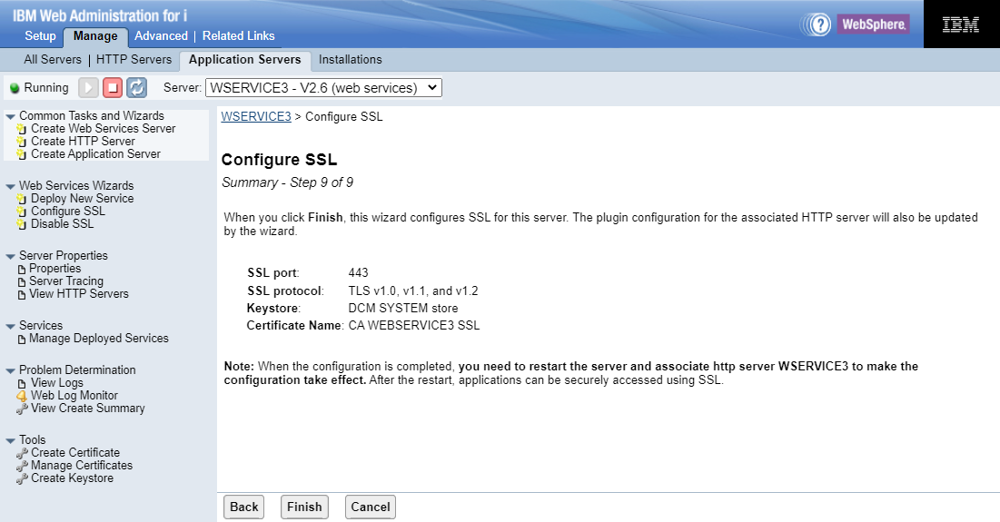 IBM Web Administration for i
Setup Manage Advanced | Related Links
WebSphere.
IBM
All Servers | HTTP Servers Application Servers Installations
Running Server: WSERVICE3 - V2.6 (web services)
Common Tasks and Wizards
Create Web Services Server
Create HTTP Server
Create Application Server
Web Services Wizards
Deploy New Service
Configure SSL
Disable SSL
Server Properties
Properties
Server Tracing
View HTTP Servers
Services
Manage Deployed Services
Problem Determination
View Logs
Web Log Monitor
View Create Summary
Tools
Create Certificate
Manage Certificates
Create Keystore
WSERVICE3 > Configure SSL
Configure SSL
Summary - Step 9 of 9
When you click Finish, this wizard configures SSL for this server. The plugin configuration for the associated HTTP server will also be updated
by the wizard.
SSL port: 443
SSL protocol: TLS v1.0, v1.1, and v1.2
Keystore: DCM SYSTEM store
Certificate Name: CA WEBSERVICE3 SSL
Note: When the configuration is completed, you need to restart the server and associate http server WSERVICE3 to make the
configuration take effect. After the restart, applications can be securely accessed using SSL.
Back Finish Cancel